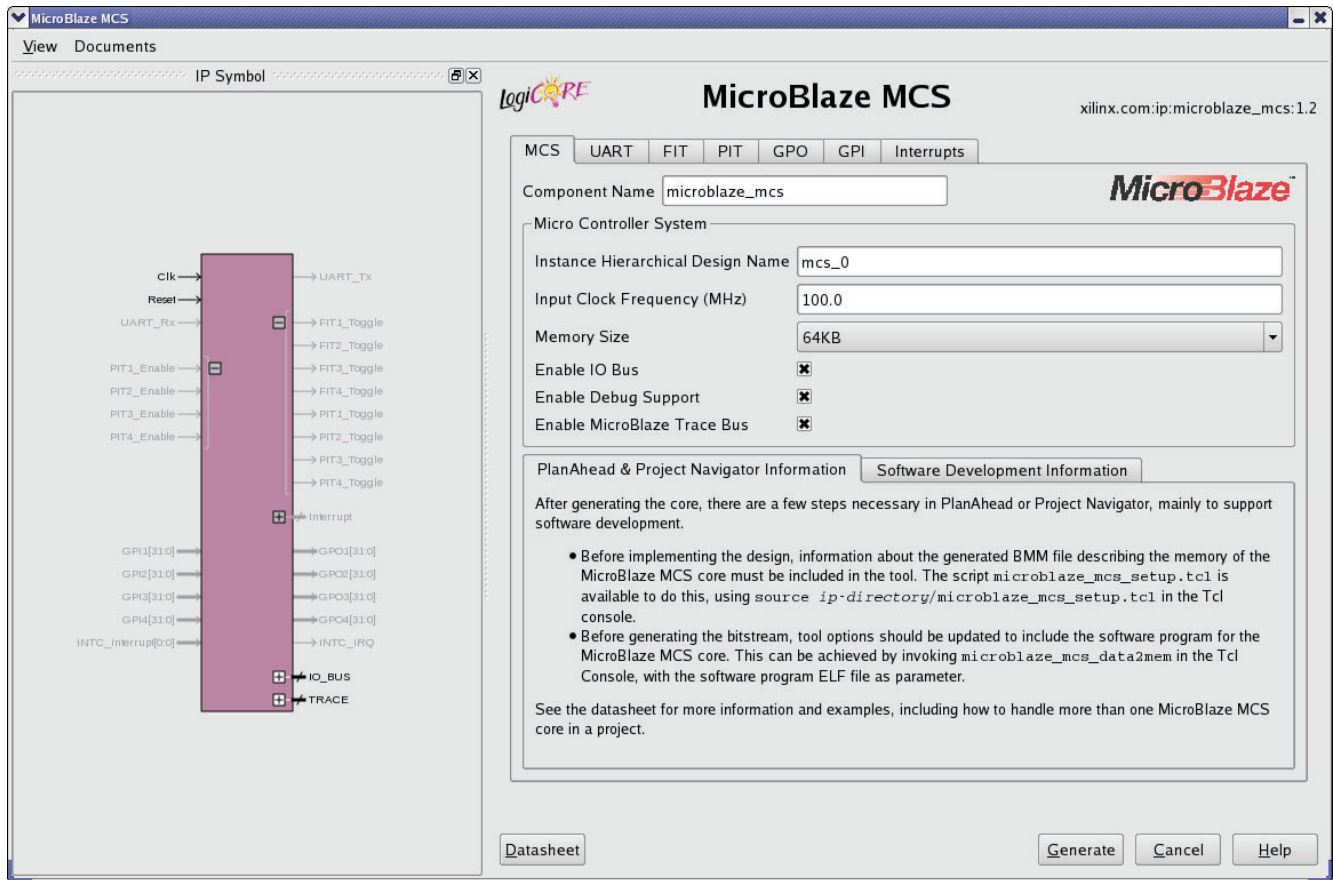 MicroBlaze MCS
View Documents
IP Symbol
Clk
Reset
UART_Rx
PIT1_Enable
PIT2_Enable
PIT3_Enable
PIT4_Enable
GPI1[31:0]
GPI2[31:0]
GPI3[31:0]
GPI4[31:0]
INTC_Interrupt[0:0]
UART_Tx
FIT1_Toggle
FIT2_Toggle
FIT3_Toggle
FIT4_Toggle
PIT1_Toggle
PIT2_Toggle
PIT3_Toggle
PIT4_Toggle
Interrupt
GPO1[31:0]
GPO2[31:0]
GPO3[31:0]
GPO4[31:0]
INTC_IRQ
IO_BUS
TRACE
LogiCORE
MicroBlaze MCS
xilinx.com:ip:microblaze_mcs:1.2
MCS UART FIT PIT GPO GPI Interrupts
Component Name microblaze_mcs
MicroBlaze™
Micro Controller System
Instance Hierarchical Design Name mcs_0
Input Clock Frequency (MHz) 100.0
Memory Size 64KB
Enable IO Bus
Enable Debug Support
Enable MicroBlaze Trace Bus
PlanAhead & Project Navigator Information Software Development Information
After generating the core, there are a few steps necessary in PlanAhead or Project Navigator, mainly to support
software development.
• Before implementing the design, information about the generated BMM file describing the memory of the
MicroBlaze MCS core must be included in the tool. The script microblaze_mcs_setup.tcl is
available to do this, using source ip-directory/microblaze_mcs_setup.tcl in the Tcl
console.
• Before generating the bitstream, tool options should be updated to include the software program for the
MicroBlaze MCS core. This can be achieved by invoking microblaze_mcs_data2mem in the Tcl
Console, with the software program ELF file as parameter.
See the datasheet for more information and examples, including how to handle more than one MicroBlaze MCS
core in a project.
Datasheet Generate Cancel Help